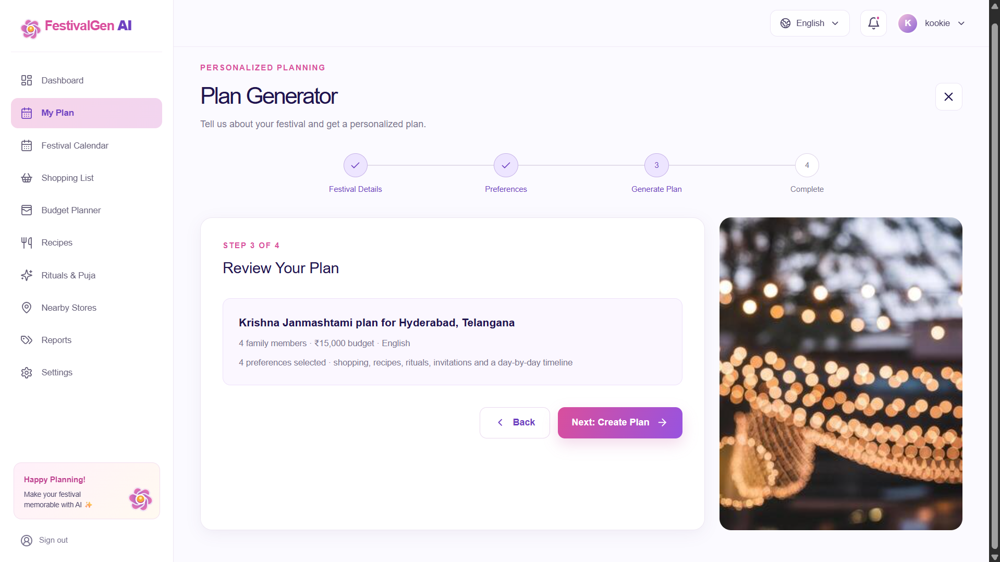 FestivalGen AI
English
K
kookie
Dashboard
My Plan
Festival Calendar
Shopping List
Budget Planner
Recipes
Rituals & Puja
Nearby Stores
Reports
Settings
Happy Planning!
Make your festival
memorable with AI ✨
Sign out
PERSONALIZED PLANNING
Plan Generator
Tell us about your festival and get a personalized plan.
3
4
Festival Details
Preferences
Generate Plan
Complete
STEP 3 OF 4
Review Your Plan
Krishna Janmashtami plan for Hyderabad, Telangana
4 family members · ₹15,000 budget · English
4 preferences selected · shopping, recipes, rituals, invitations and a day-by-day timeline
Back
Next: Create Plan